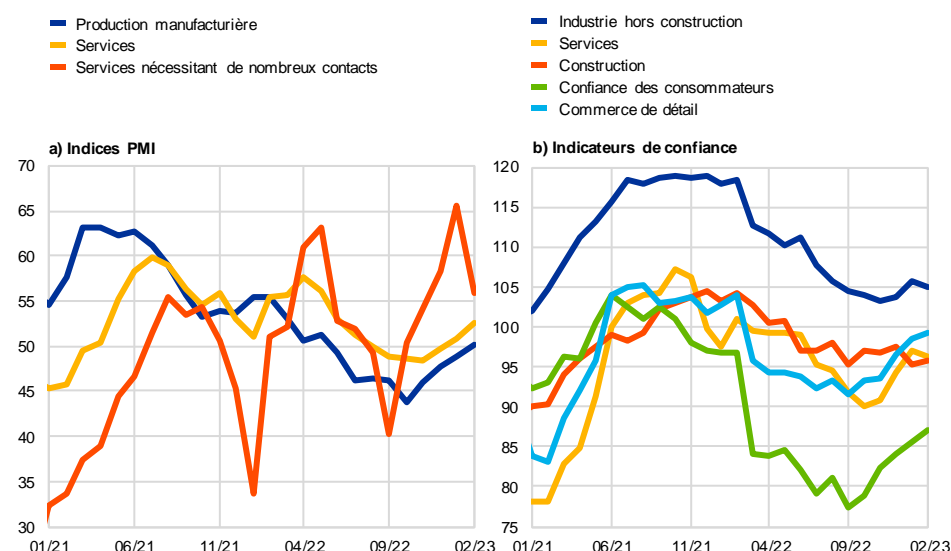 Production manufacturière
Services
Services nécessitant de nombreux contacts
Industrie hors construction
Services
Construction
Confiance des consommateurs
Commerce de détail
a) Indices PMI
70
65
60
55
50
45
40
35
30
01/21 06/21 11/21 04/22 09/22 02/23
b) Indicateurs de confiance
120
115
110
105
100
95
90
85
80
75
01/21 06/21 11/21 04/22 09/22 02/23